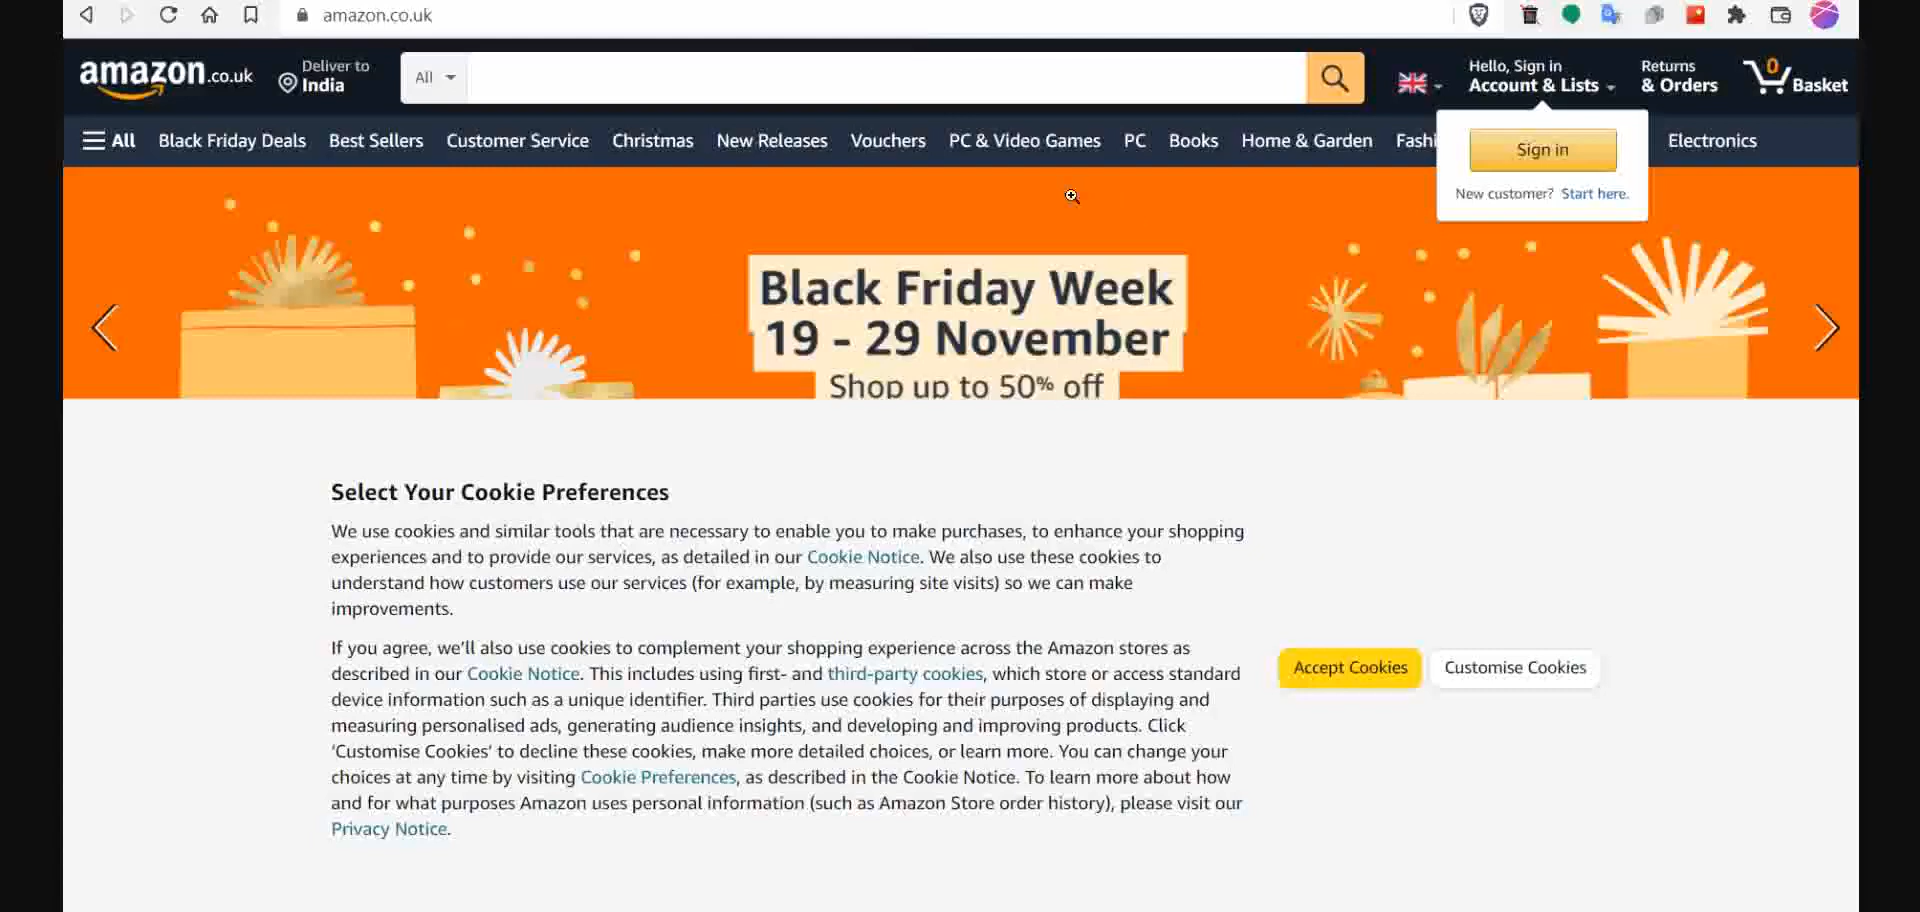 amazon.co.uk
amazon.co.uk
Deliver to
India
All
Hello, Sign in
Account & Lists
Returns
& Orders
0
Basket
All
Black Friday Deals
Best Sellers
Customer Service
Christmas
New Releases
Vouchers
PC & Video Games
PC
Books
Home & Garden
Fashi
Electronics
Sign in
New customer? Start here.
Black Friday Week
19 - 29 November
Shop up to 50% off
Select Your Cookie Preferences
We use cookies and similar tools that are necessary to enable you to make purchases, to enhance your shopping
experiences and to provide our services, as detailed in our Cookie Notice. We also use these cookies to
understand how customers use our services (for example, by measuring site visits) so we can make
improvements.
If you agree, we’ll also use cookies to complement your shopping experience across the Amazon stores as
described in our Cookie Notice. This includes using first- and third-party cookies, which store or access standard
device information such as a unique identifier. Third parties use cookies for their purposes of displaying and
measuring personalised ads, generating audience insights, and developing and improving products. Click
‘Customise Cookies’ to decline these cookies, make more detailed choices, or learn more. You can change your
choices at any time by visiting Cookie Preferences, as described in the Cookie Notice. To learn more about how
and for what purposes Amazon uses personal information (such as Amazon Store order history), please visit our
Privacy Notice.
Accept Cookies
Customise Cookies